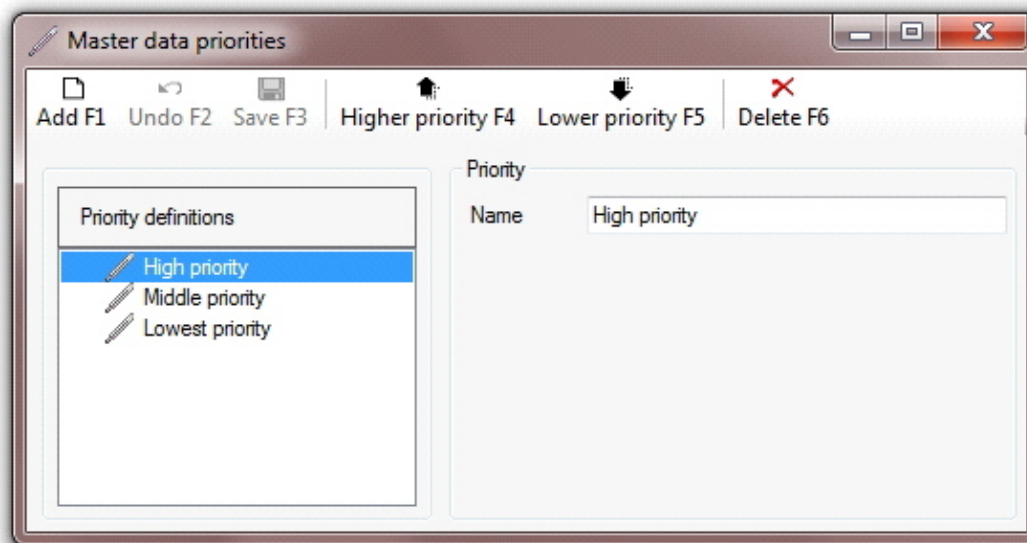 Master data priorities
Add F1 Undo F2 Save F3 Higher priority F4 Lower priority F5 Delete F6
Priority definitions
High priority
Middle priority
Lowest priority
Priority
Name High priority